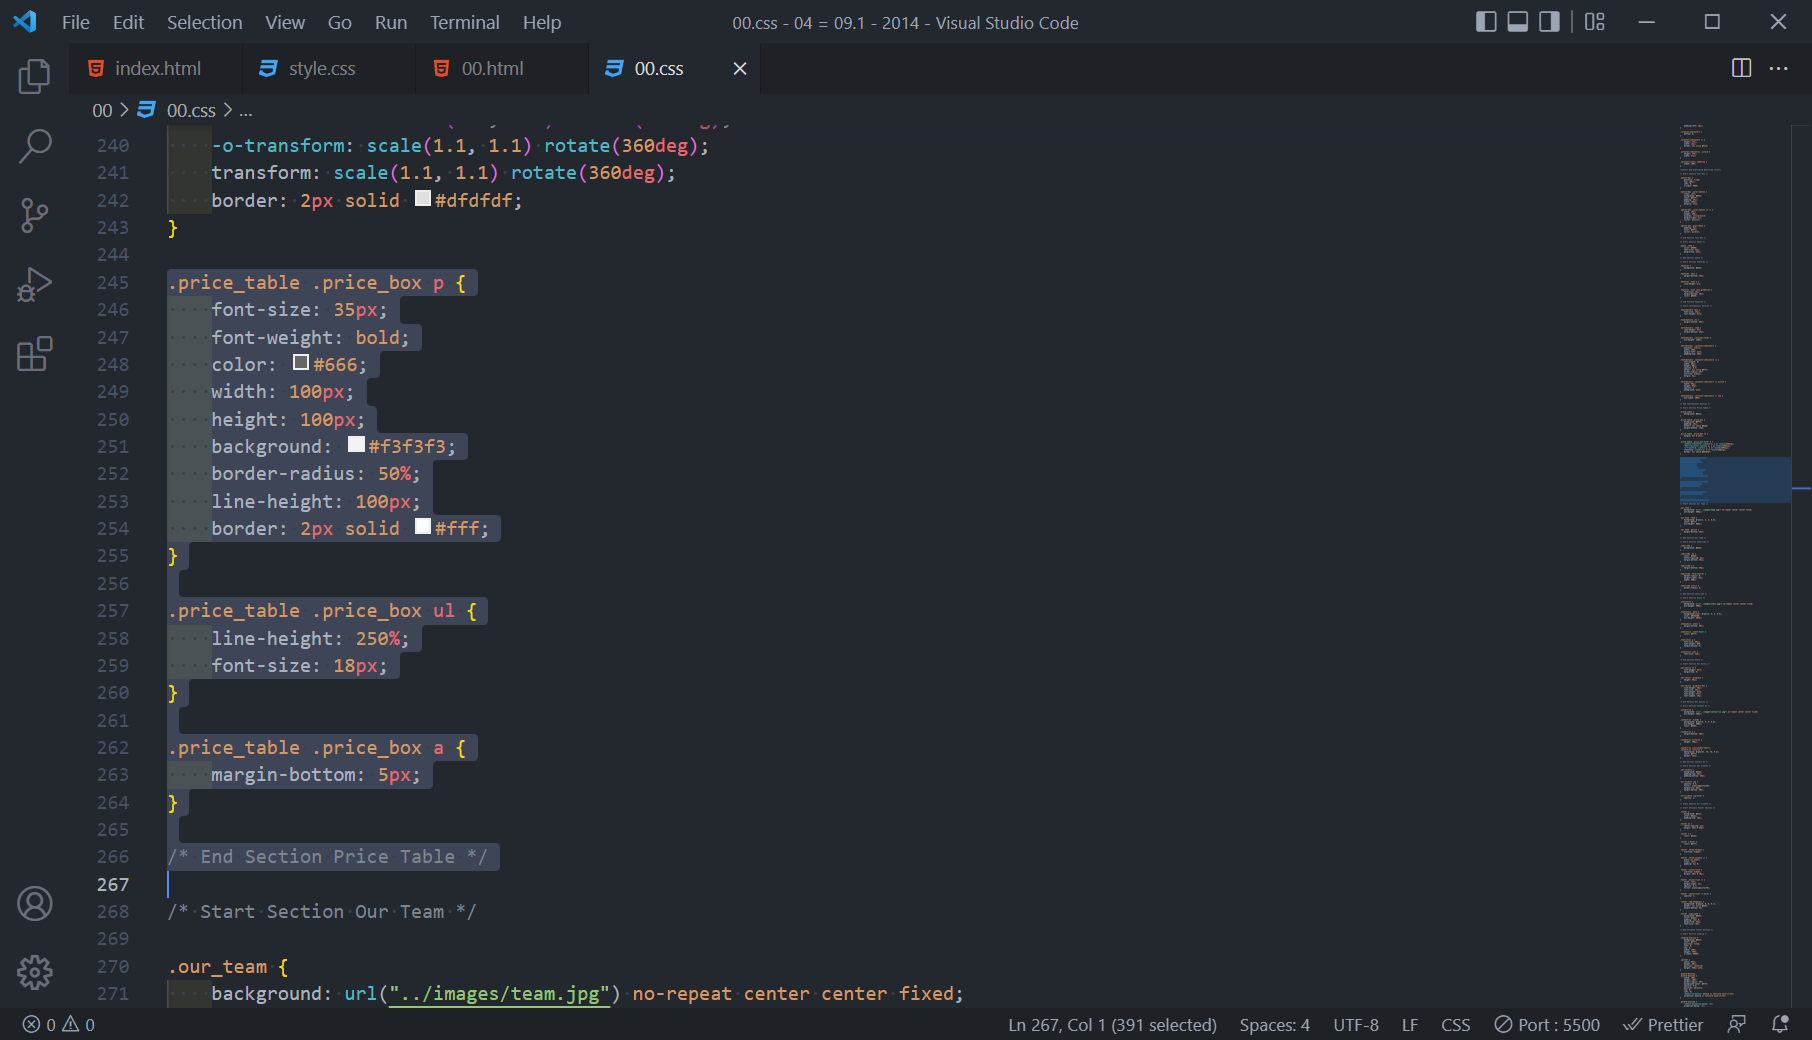 File Edit Selection View Go Run Terminal Help
00.css - 04 = 09.1 - 2014 - Visual Studio Code
index.html style.css 00.html 00.css
00 > 00.css > ...
240 -o-transform: scale(1.1, 1.1) rotate(360deg);
241 transform: scale(1.1, 1.1) rotate(360deg);
242 border: 2px solid #dfdfdf;
243 }
244
245 .price_table .price_box p {
246 font-size: 35px;
247 font-weight: bold;
248 color: #666;
249 width: 100px;
250 height: 100px;
251 background: #f3f3f3;
252 border-radius: 50%;
253 line-height: 100px;
254 border: 2px solid #fff;
255 }
256
257 .price_table .price_box ul {
258 line-height: 250%;
259 font-size: 18px;
260 }
261
262 .price_table .price_box a {
263 margin-bottom: 5px;
264 }
265
266 /* End Section Price Table */
267
268 /* Start Section Our Team */
269
270 .our_team {
271 background: url("../images/team.jpg") no-repeat center center fixed;
0 0 Ln 267, Col 1 (391 selected) Spaces: 4 UTF-8 LF CSS Port : 5500 Prettier